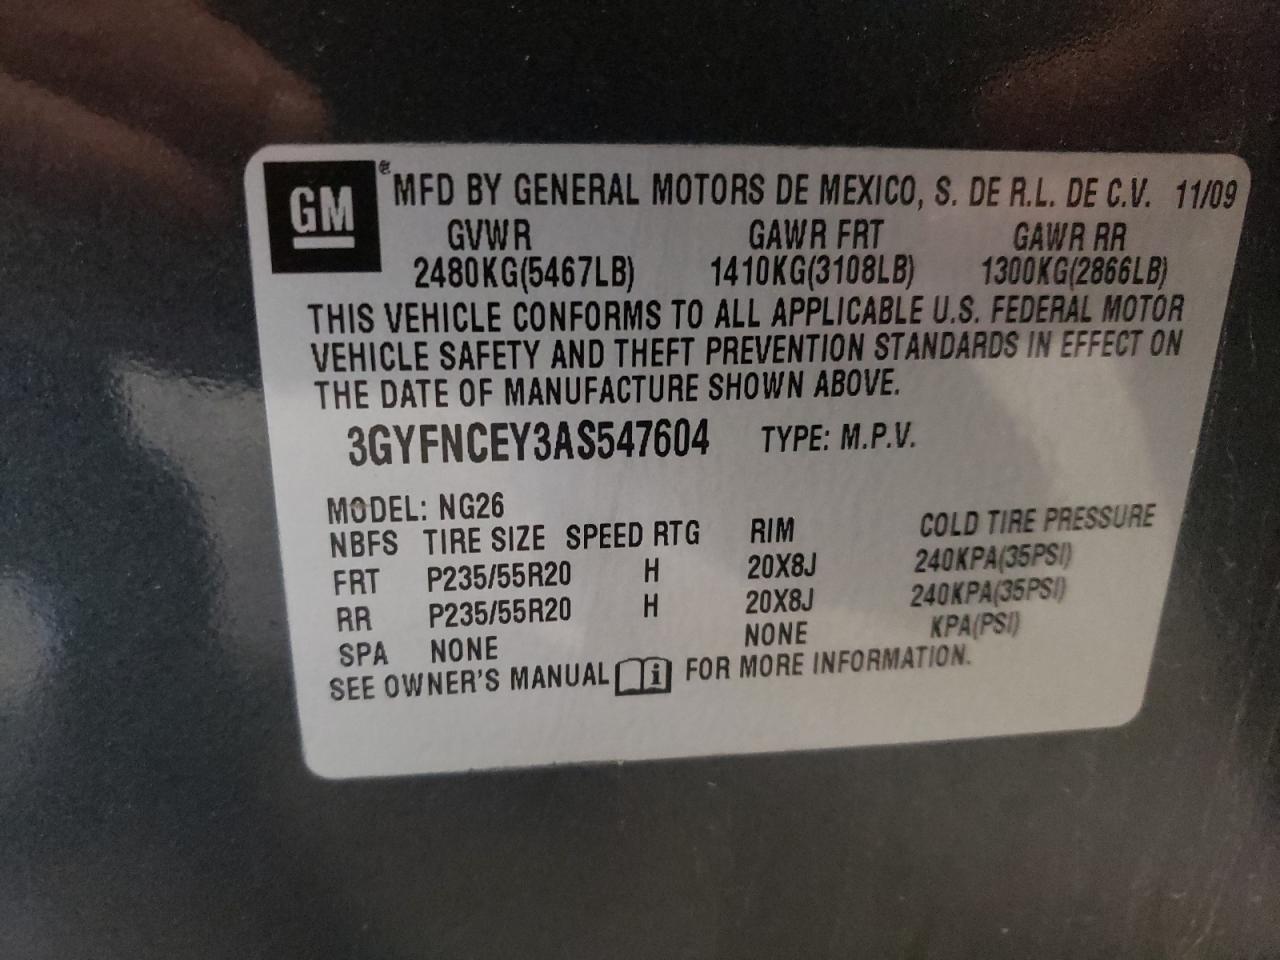 GM ® MFD BY GENERAL MOTORS DE MEXICO, S. DE R.L. DE C.V. 11/09
GVWR GAWR FRT GAWR RR
2480KG(5467LB) 1410KG(3108LB) 1300KG(2866LB)
THIS VEHICLE CONFORMS TO ALL APPLICABLE U.S. FEDERAL MOTOR
VEHICLE SAFETY AND THEFT PREVENTION STANDARDS IN EFFECT ON
THE DATE OF MANUFACTURE SHOWN ABOVE.
3GYFNCEY3AS547604 TYPE: M.P.V.
MODEL: NG26
NBFS TIRE SIZE SPEED RTG RIM COLD TIRE PRESSURE
FRT P235/55R20 H 20X8J 240KPA(35PSI)
RR P235/55R20 H 20X8J 240KPA(35PSI)
SPA NONE NONE KPA(PSI)
SEE OWNER'S MANUAL i FOR MORE INFORMATION.